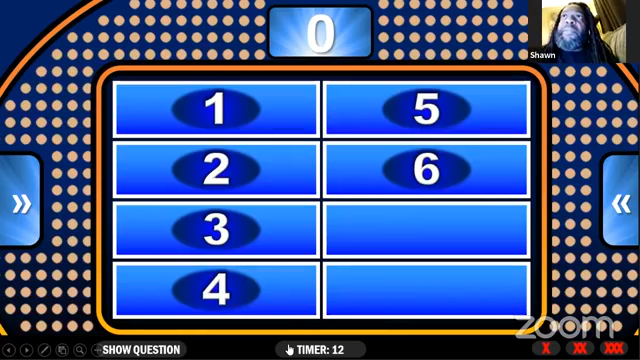 0
Shawn
1
5
2
6
3
4
»
«
zoom
SHOW QUESTION
TIMER: 12
X
XX
XXX